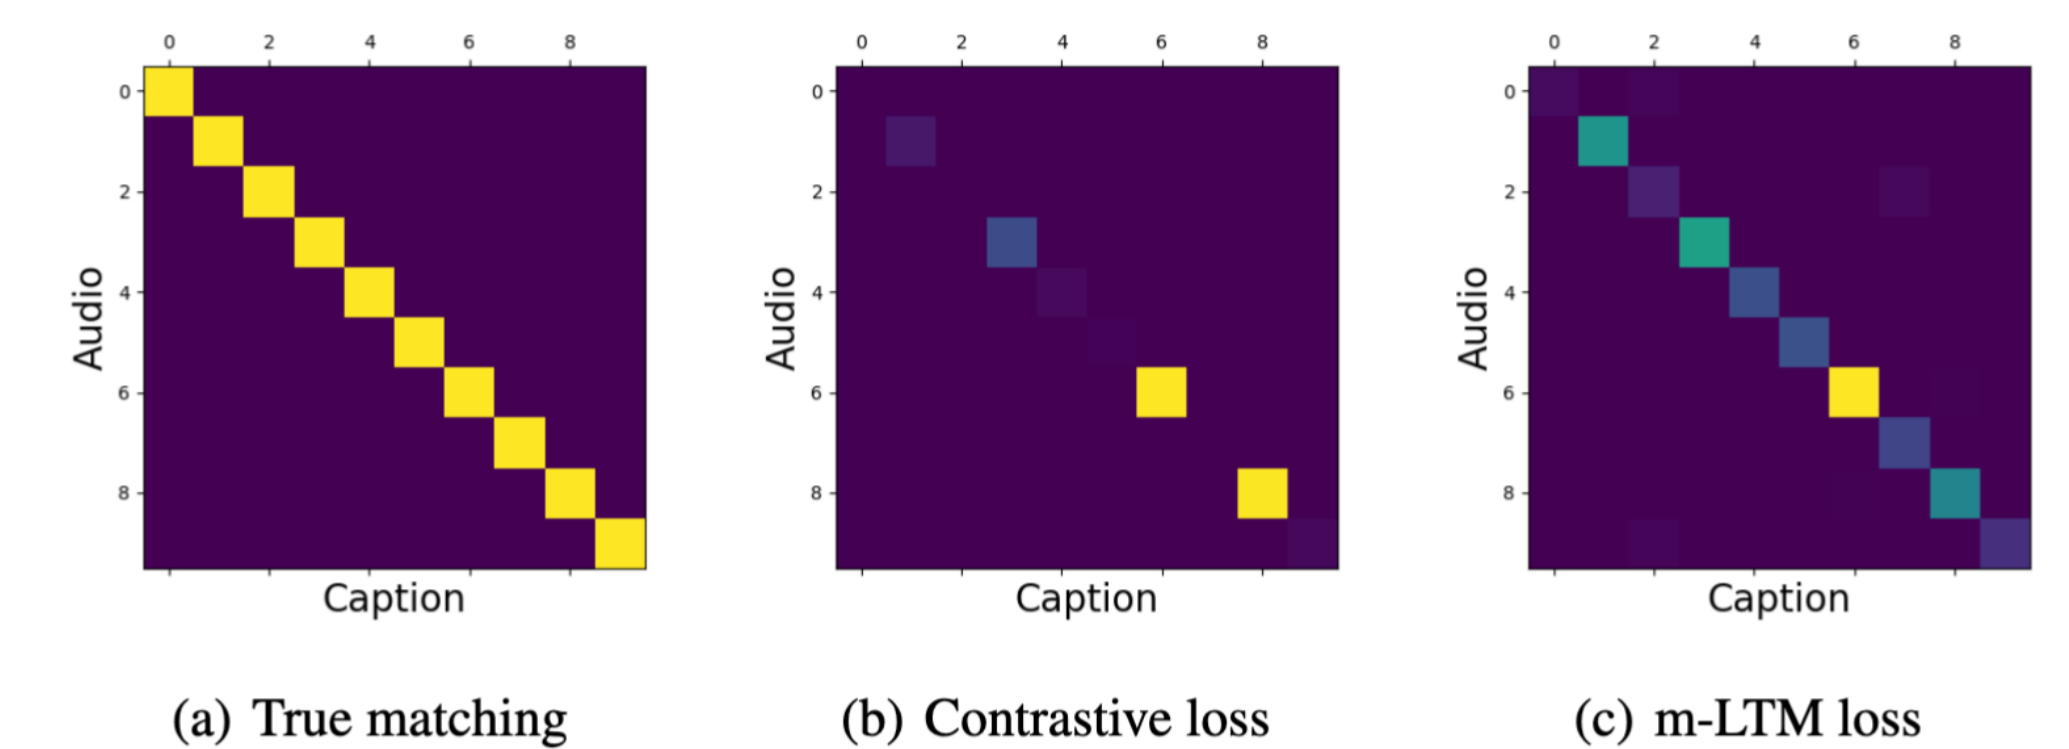 0 2 4 6 8 0 2 4 6 8 0 2 4 6 8
0 0 0
2 2 2
4 4 4
6 6 6
8 8 8
Audio Audio Audio
Caption Caption Caption
(a) True matching (b) Contrastive loss (c) m-LTM loss